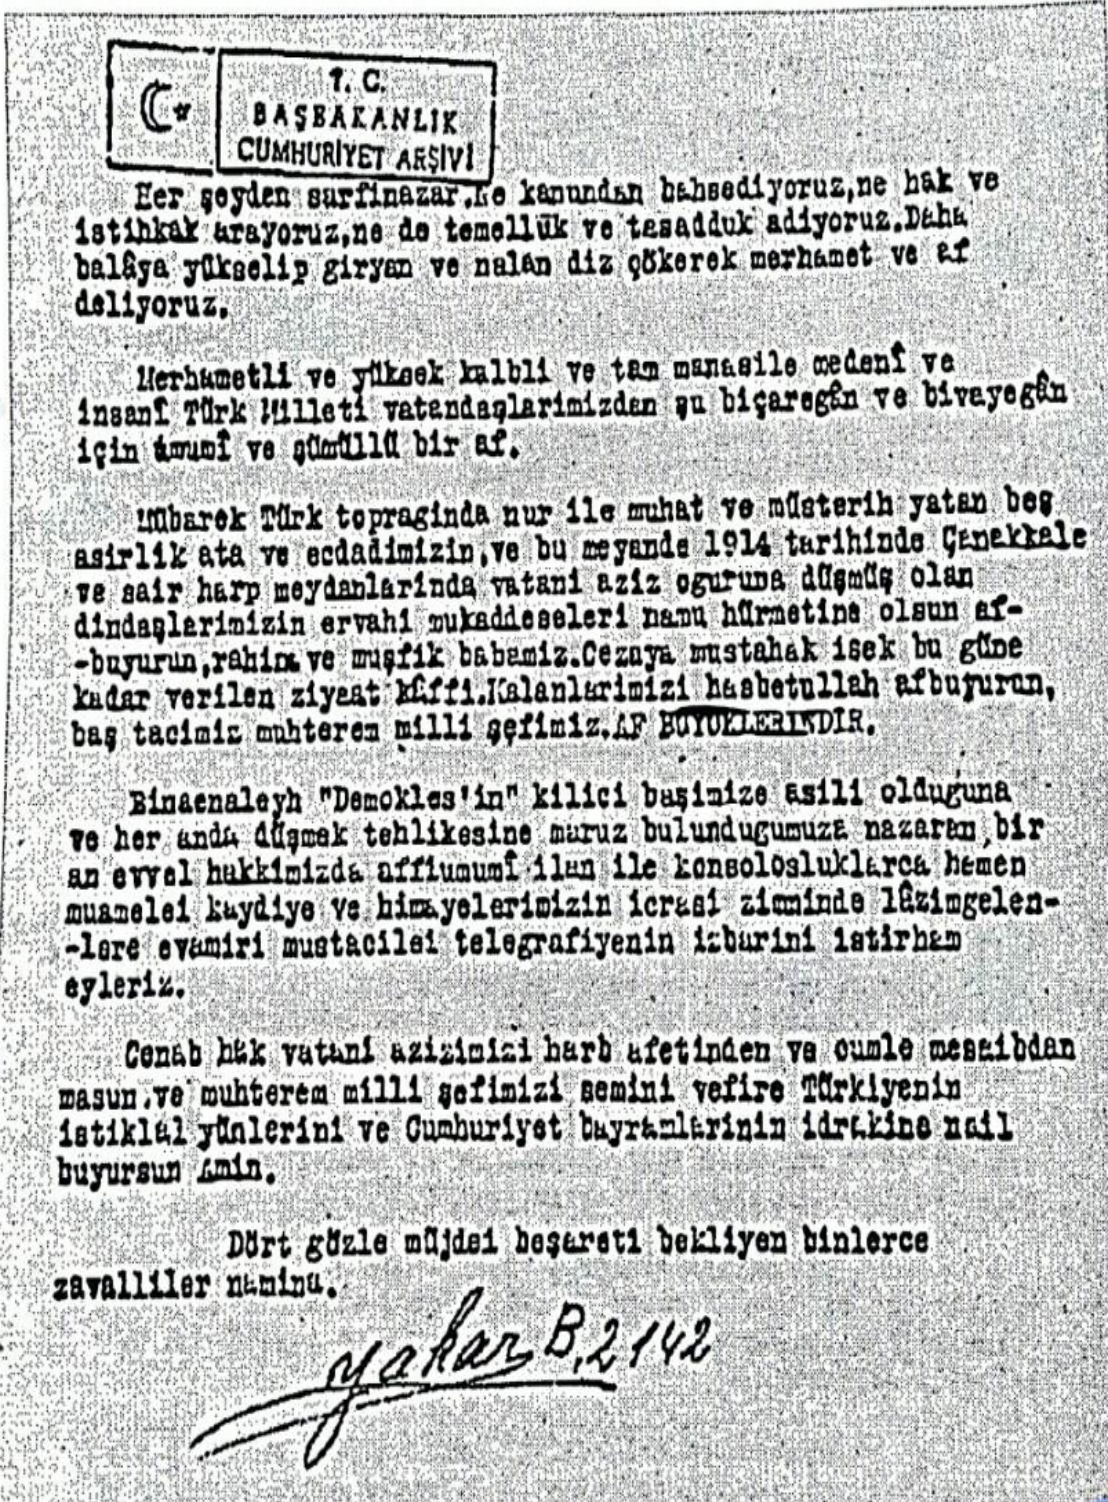 T. C.
BAŞBAKANLIK
CUMHURİYET ARŞİVİ
Her şeyden sarfinazar.Ne kanundan bahsediyoruz,ne hak ve
istihkak arayoruz,ne de temellük ve tasadduk adiyoruz.Daha
balâya yükselip giryan ve nalân diz çökerek merhamet ve af
deliyoruz.
Merhametli ve yüksek kalbli ve tam manasile medenî ve
insanî Türk Milleti vatandaşlarimizdan şu biçaregân ve bivayegân
için âmumî ve şümüllü bir af.
Mübarek Türk topraginda nur ile muhat ve müsterih yatan beş
asirlik ata ve ecdadimizin,ve bu meyande 1914 tarihinde Çanakkale
ve sair harp meydanlarinda vatani aziz oguruna düşmüş olan
dindaşlerimizin ervahi mukaddeseleri namu hürmetine olsun af-
-buyurun,rahim ve muşfik babamiz.Cezaya mustahak isek bu güne
kadar verilen ziyaat kâffi.Kalanlarimizi hasbetullah afbuyurun,
baş tacimiz muhterem milli şefimiz.AF BÜYÜKLERINDIR.
Binaenaleyh "Demokles'in" kilici başimize asili olduguna
ve her anda düşmek tehlikesine maruz bulundugumuza nazaran,bir
an evvel hakkimizda affiumumî ilan ile konsolosluklarca hemen
muamelei kaydiye ve himayelerimizin icrasi zimninde lâzimgelen-
-lere evamiri mustacilei telegrafiyenin izbarini istirham
eyleriz.
Cenab hak vatani azizimizi harb afetinden ve cumle mesaibdan
masun,ve muhterem milli şefimizi semini vefire Türkiyenin
istiklâl yünlerini ve Cumhuriyet bayramlarinin idrakine nail
buyursun Amin.
Dört gözle müjdei beşareti bekliyen binlerce
zavalliler namina.
Yakar B. 2142